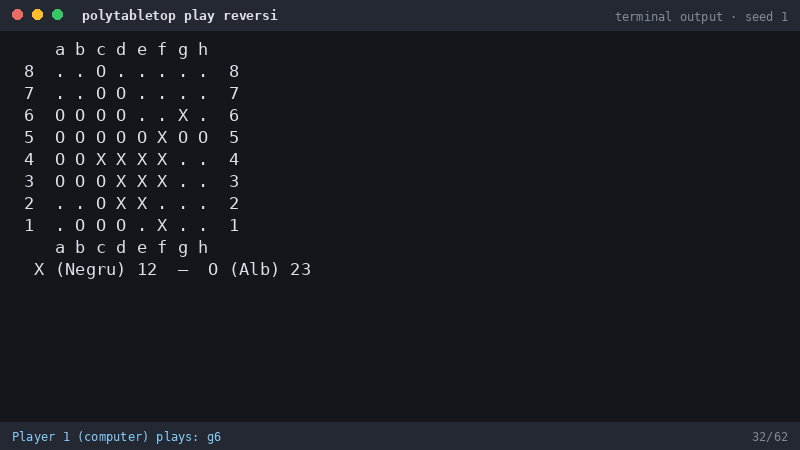 polytabletop play reversi
terminal output · seed 1
a b c d e f g h
8 . . O . . . . . 8
7 . . O O . . . . 7
6 O O O O . . X . 6
5 O O O O O X O O 5
4 O O X X X X . . 4
3 O O O X X X . . 3
2 . . O X X . . . 2
1 . O O O . X . . 1
a b c d e f g h
X (Negru) 12 — O (Alb) 23
Player 1 (computer) plays: g6
32/62